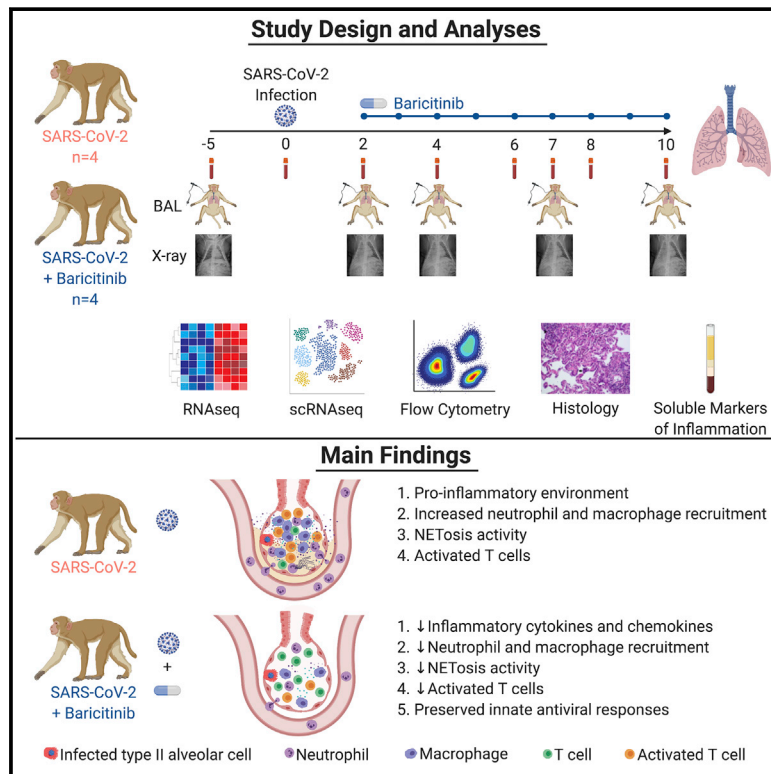 Study Design and Analyses
SARS-CoV-2
Infection
Baricitinib
SARS-CoV-2
n=4
-5 0 2 4 6 7 8 10
SARS-CoV-2
+ Baricitinib
n=4
BAL
X-ray
RNAseq
scRNAseq
Flow Cytometry
Histology
Soluble Markers
of Inflammation
Main Findings
SARS-CoV-2
1. Pro-inflammatory environment
2. Increased neutrophil and macrophage recruitment
3. NETosis activity
4. Activated T cells
+
SARS-CoV-2
+ Baricitinib
1. ↓Inflammatory cytokines and chemokines
2. ↓Neutrophil and macrophage recruitment
3. ↓NETosis activity
4. ↓Activated T cells
5. Preserved innate antiviral responses
Infected type II alveolar cell Neutrophil Macrophage T cell Activated T cell